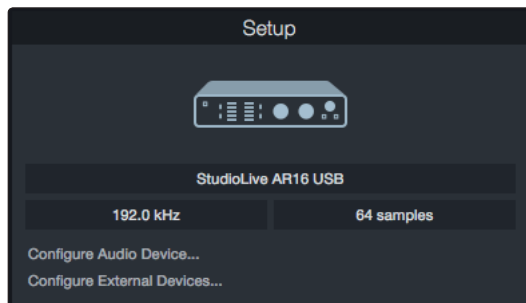 Setup
StudioLive AR16 USB
192.0 kHz 64 samples
Configure Audio Device...
Configure External Devices...